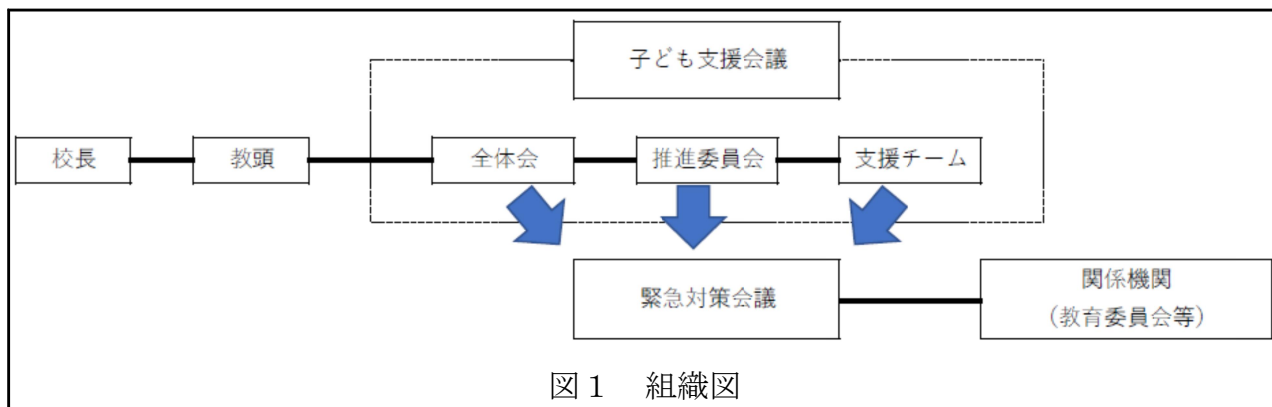 子ども支援会議
校長
教頭
全体会
推進委員会
支援チーム
緊急対策会議
関係機関
(教育委員会等)
図1 組織図